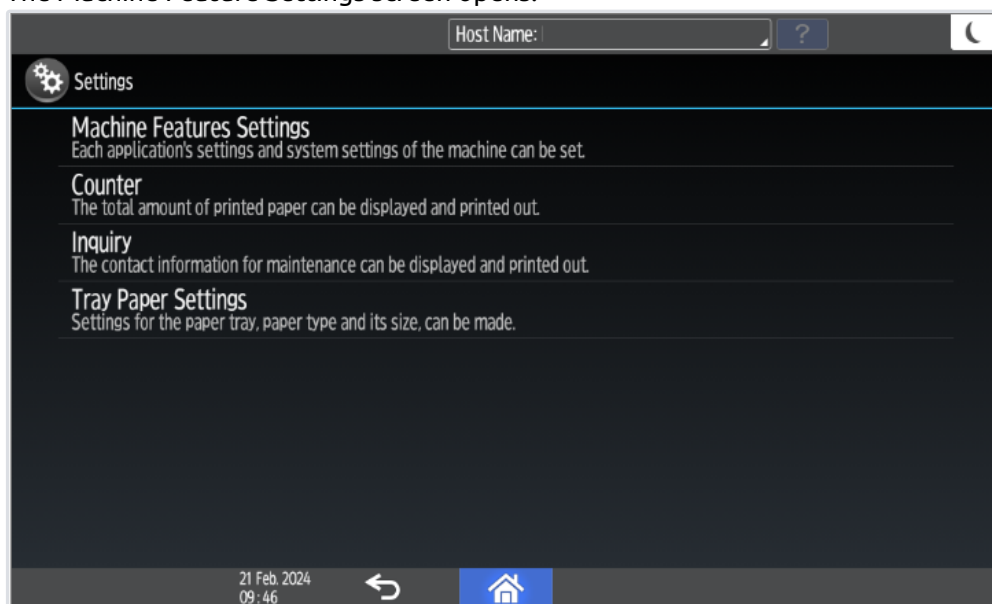 The Machine Feature Settings screen opens.
Host Name:
?
Settings
Machine Features Settings
Each application's settings and system settings of the machine can be set.
Counter
The total amount of printed paper can be displayed and printed out.
Inquiry
The contact information for maintenance can be displayed and printed out.
Tray Paper Settings
Settings for the paper tray, paper type and its size, can be made.
21 Feb. 2024
09:46